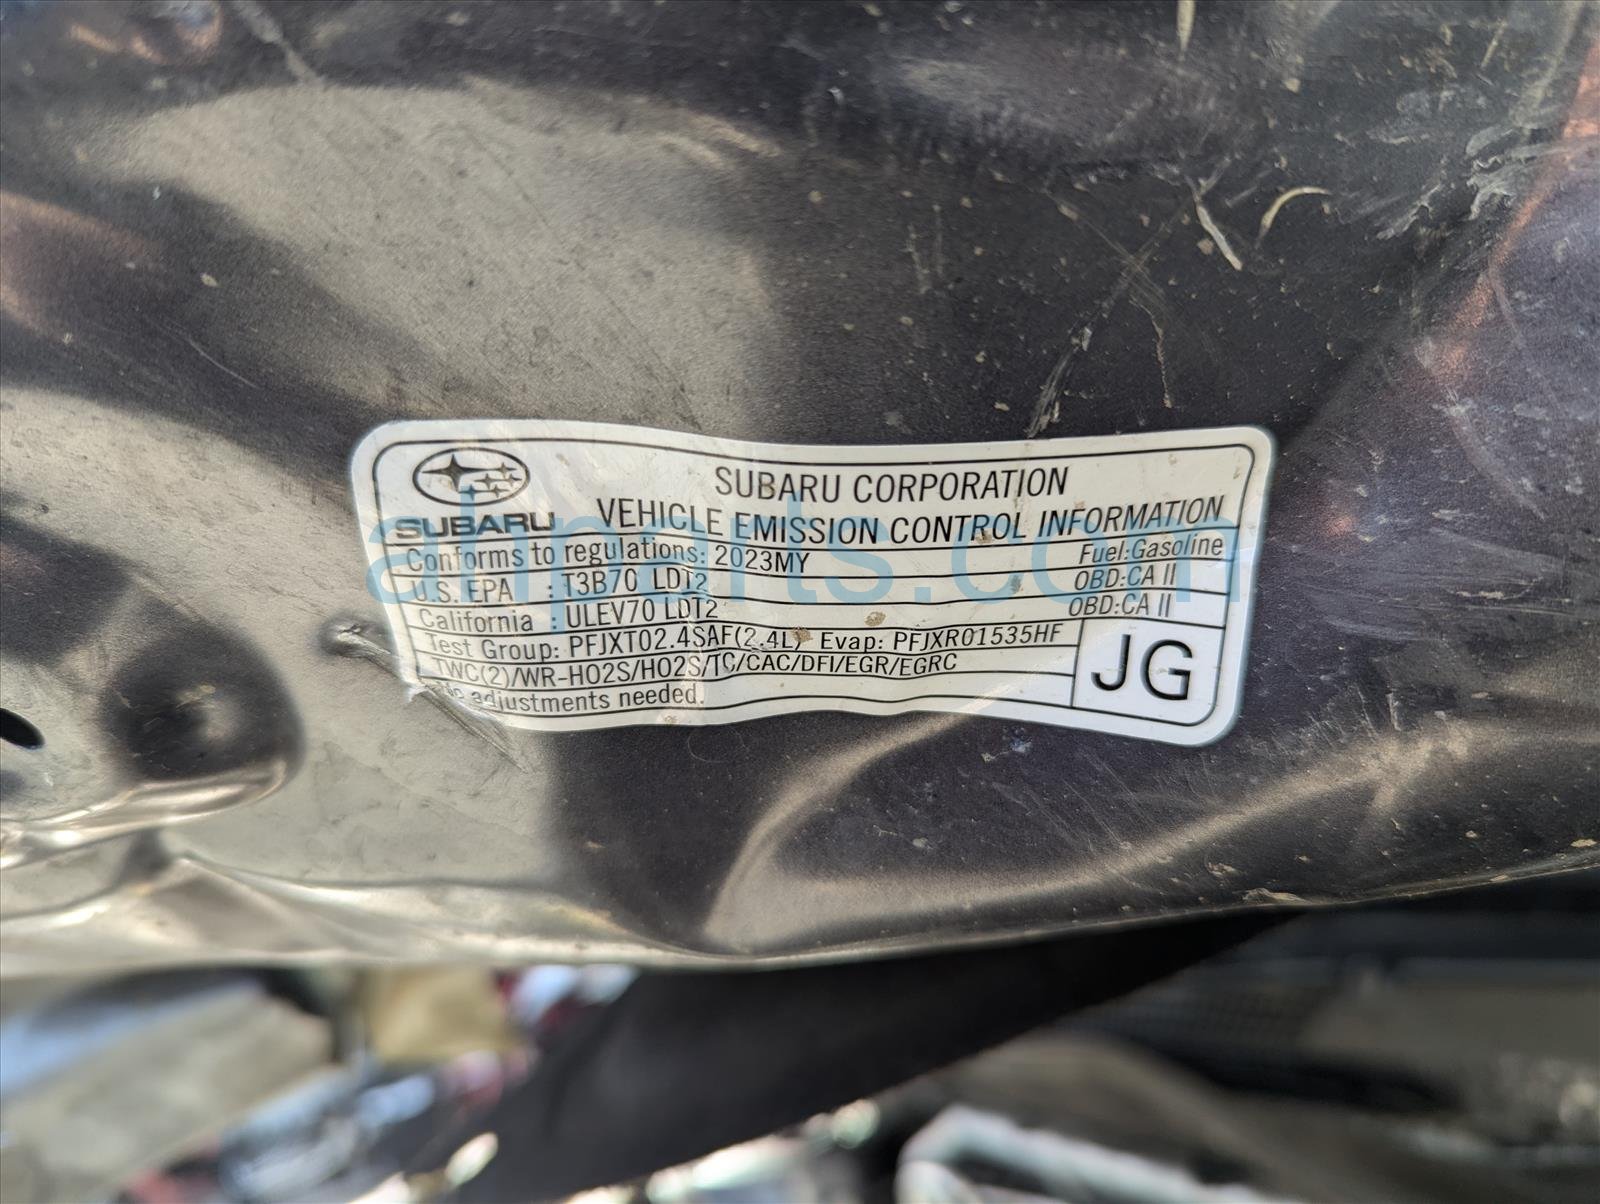 SUBARU CORPORATION
SUBARU VEHICLE EMISSION CONTROL INFORMATION
Conforms to regulations: 2023MY Fuel:Gasoline
U.S. EPA : T3B70 LDT2 OBD:CA II
California : ULEV70 LDT2 OBD:CA II
Test Group: PFJXT02.4SAF(2.4L) Evap: PFJXR01535HF
TWC(2)/WR-HO2S/HO2S/TC/CAC/DFI/EGR/EGRC
JG
adjustments needed.
ahparts.com